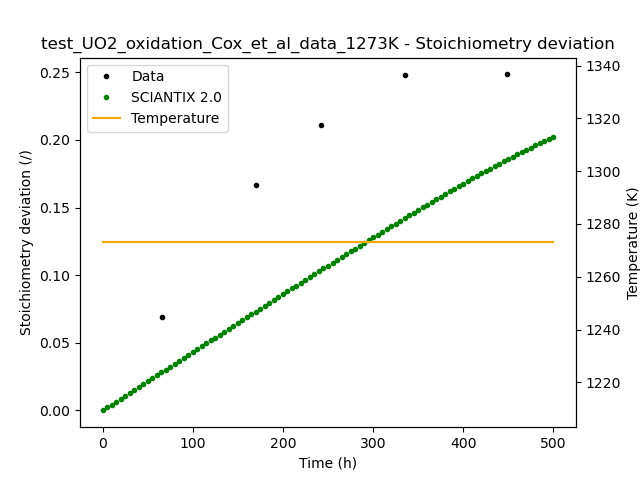 test_UO2_oxidation_Cox_et_al_data_1273K - Stoichiometry deviation
Data
SCIANTIX 2.0
Temperature
0.25
0.20
0.15
0.10
0.05
0.00
Stoichiometry deviation (/)
1340
1320
1300
1280
1260
1240
1220
Temperature (K)
0
100
200
300
400
500
Time (h)